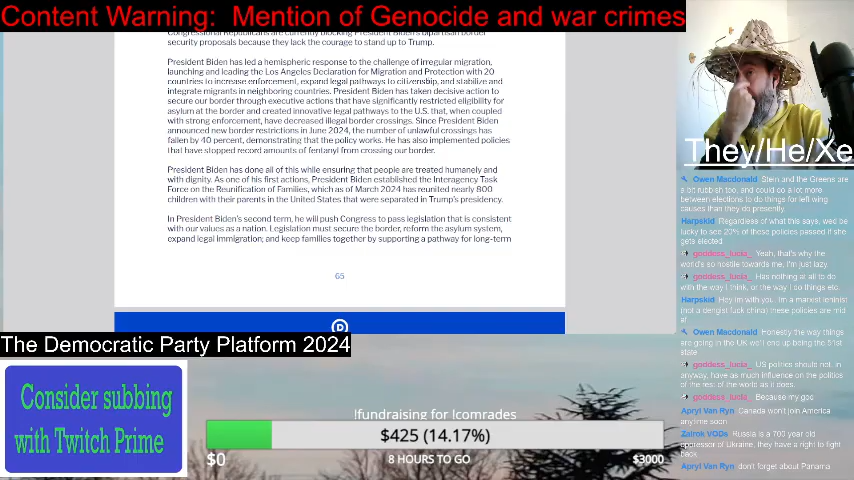 Content Warning: Mention of Genocide and war crimes
Congressional Republicans are currently blocking President Biden's bipartisan border
security proposals because they lack the courage to stand up to Trump.
President Biden has led a hemispheric response to the challenge of irregular migration,
launching and leading the Los Angeles Declaration for Migration and Protection with 20
countries to increase enforcement, expand legal pathways to citizenship, and stabilize and
integrate migrants in neighboring countries. President Biden has taken decisive action to
secure our border through executive actions that have significantly restricted eligibility for
asylum at the border and created innovative legal pathways to the U.S. that, when coupled
with strong enforcement, have decreased illegal border crossings. Since President Biden
announced new border restrictions in June 2024, the number of unlawful crossings has
fallen by 40 percent, demonstrating that the policy works. He has also implemented policies
that have stopped record amounts of fentanyl from crossing our border.
President Biden has done all of this while ensuring that people are treated humanely and
with dignity. As one of his first actions, President Biden established the Interagency Task
Force on the Reunification of Families, which as of March 2024 has reunited nearly 800
children with their parents in the United States that were separated in Trump's presidency.
In President Biden's second term, he will push Congress to pass legislation that is consistent
with our values as a nation. Legislation must secure the border, reform the asylum system,
expand legal immigration; and keep families together by supporting a pathway for long-term
65
They/He/Xe
Owen Macdonald Stein and the Greens are
a bit rubbish too, and could do a lot more
between elections to do things for left wing
causes than they do presently.
Harpskid Regardless of what this says, wed be
lucky to see 20% of these policies passed if she
gets elected
goddess_lucia_ Yeah, that's why the
world's so hostile towards me, I'm just lazy
goddess_lucia_ Has nothing at all to do
with the way I think, or the way I do things etc.
Harpskid Hey im with you. I'm a marxist leninist
(not a dengist fuck china) these policies are mid
af
Owen Macdonald Honestly the way things
are going in the UK we'll end up being the 51st
state
goddess_lucia_ US politics should not, in
anyway, have as much influence on the politics
of the rest of the world as it does.
goddess_lucia_ Because my god
Apryl Van Ryn Canada won't join America
anytime soon
Zairok VODs Russia is a 700 year old
oppressor of Ukraine, they have a right to fight
back
Apryl Van Ryn don't forget about Panama
The Democratic Party Platform 2024
Consider subbing
with Twitch Prime
!fundraising for !comrades
$425 (14.17%)
$0
8 HOURS TO GO
$3000